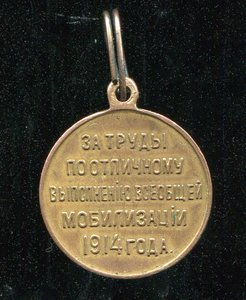 ЗА ТРУДЫ
ПО ОТЛИЧНОМУ
ВЫПОЛНЕНІЮ ВСЕОБЩЕЙ
МОБИЛИЗАЦІИ
1914 ГОДА.